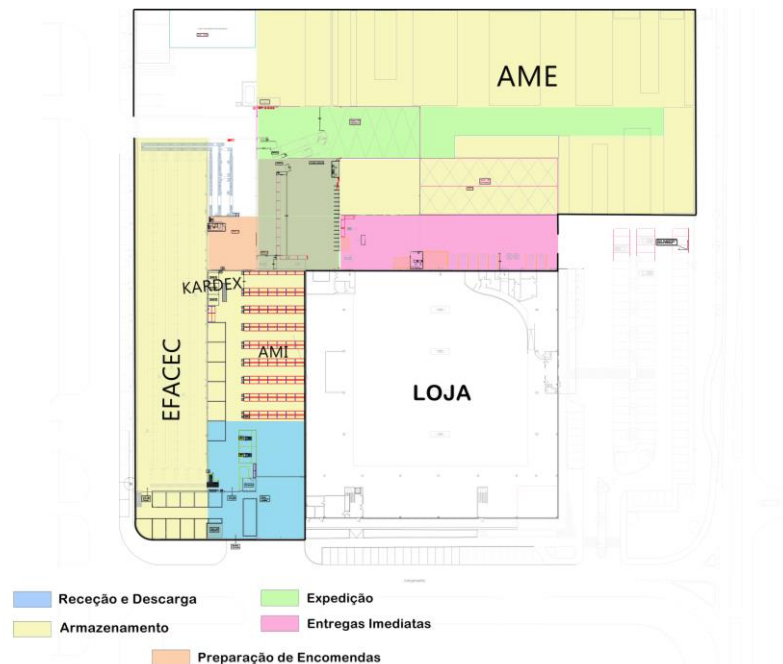 AME
KARDEX
AMI
EFACEC
LOJA
Receção e Descarga
Expedição
Armazenamento
Entregas Imediatas
Preparação de Encomendas